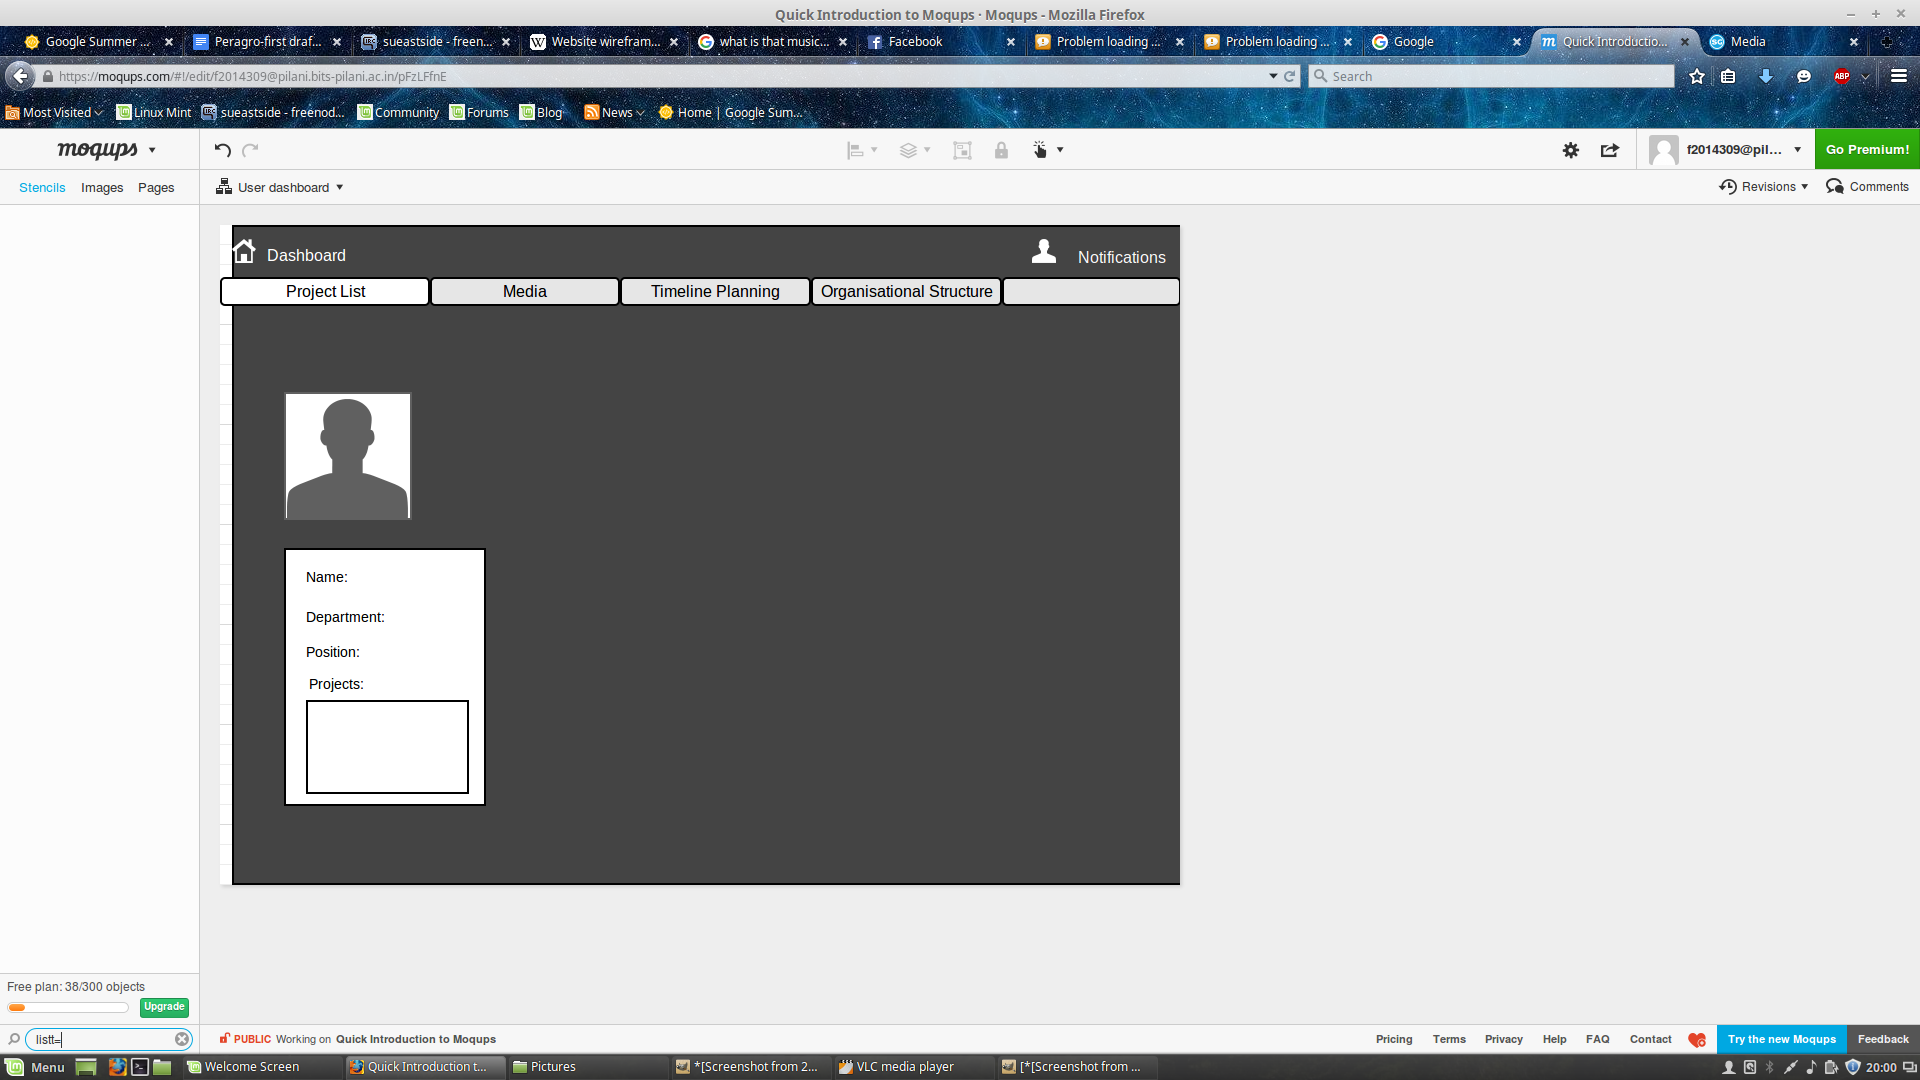 Quick Introduction to Moqups · Moqups - Mozilla Firefox
Google Summer ...
Peragro-first draf...
sueastside - freen...
Website wirefram...
what is that music...
Facebook
Problem loading ...
Problem loading ...
Google
Quick Introductio...
Media
https://moqups.com/#!/edit/f2014309@pilani.bits-pilani.ac.in/pFzLFfnE
Search
ABP
Most Visited
Linux Mint
sueastside - freenod...
Community
Forums
Blog
News
Home | Google Sum...
moqups
f2014309@pil...
Go Premium!
Stencils Images Pages
User dashboard
Revisions
Comments
Dashboard
Notifications
Project List
Media
Timeline Planning
Organisational Structure
Name:
Department:
Position:
Projects:
Free plan: 38/300 objects
Upgrade
listt=
PUBLIC Working on Quick Introduction to Moqups
Pricing Terms Privacy Help FAQ Contact
Try the new Moqups
Feedback
Menu
Welcome Screen
Quick Introduction t...
Pictures
*[Screenshot from 2...
VLC media player
[*[Screenshot from ...
20:00